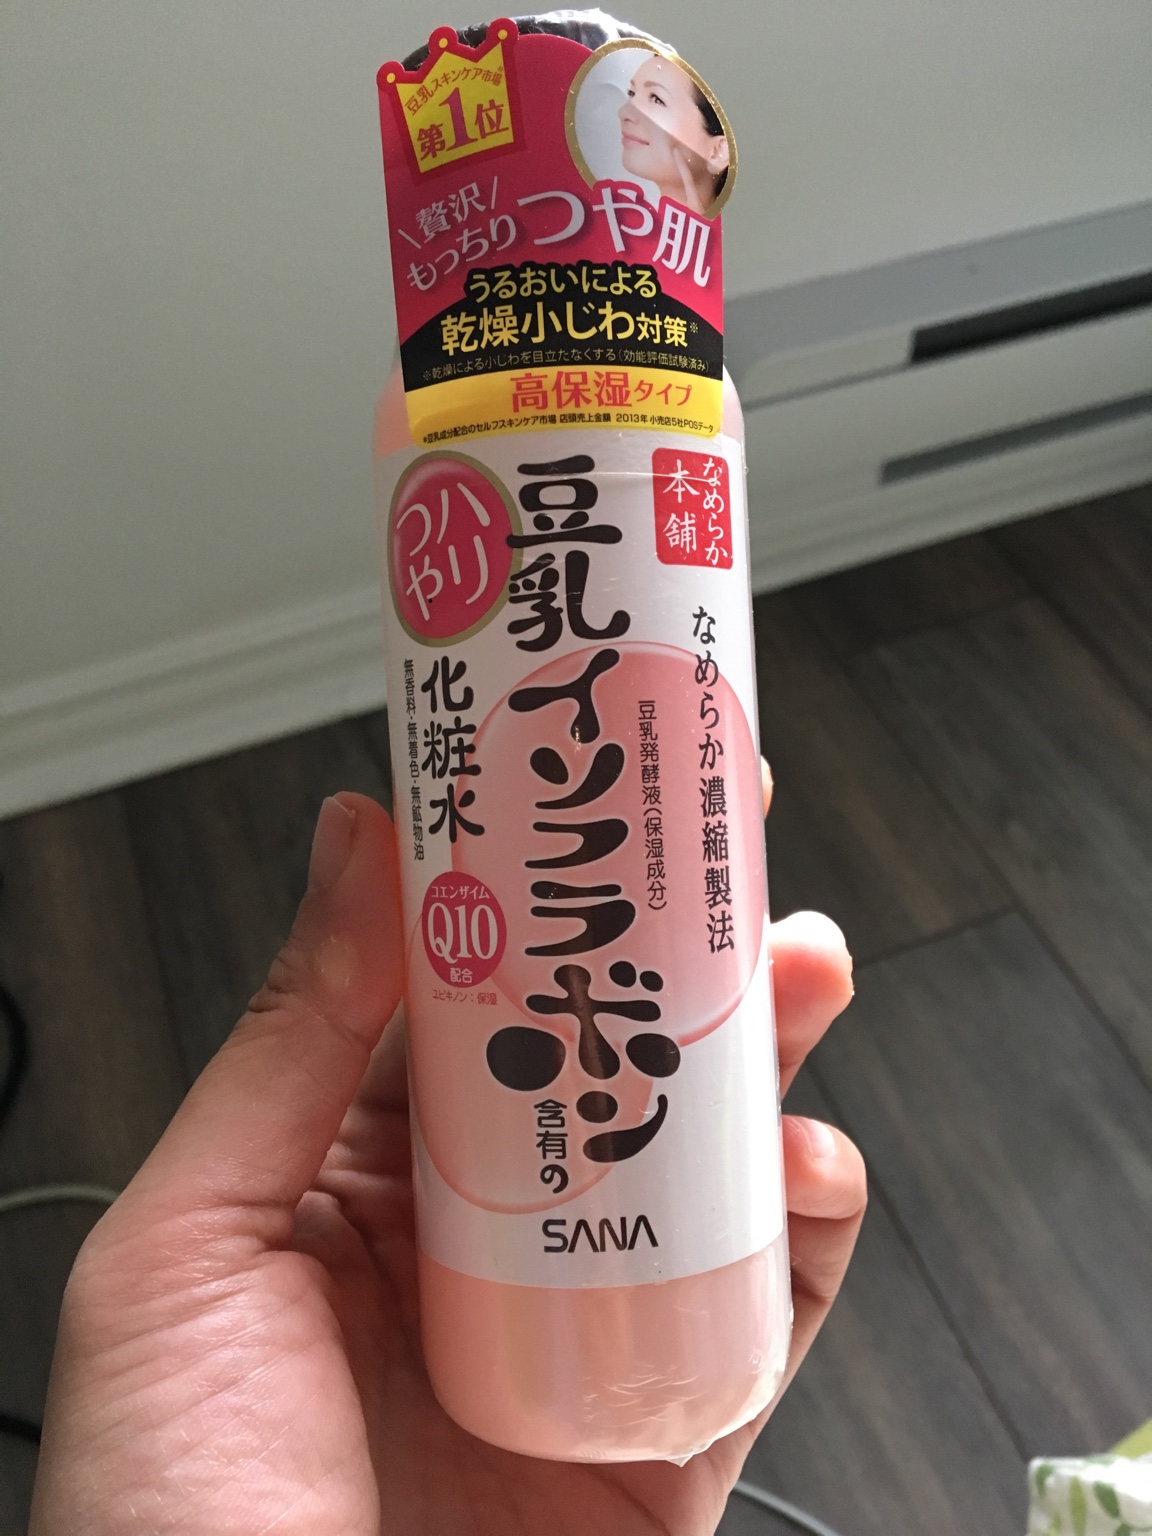 豆乳スキンケア市場*
第1位
贅沢
もっちりつや肌
うるおいによる
乾燥小じわ対策※
※乾燥による小じわを目立たなくする(効能評価試験済み)
高保湿タイプ
*豆乳成分配合のセルフスキンケア市場 店頭売上金額 2013年 小売店5社POSデータ
なめらか
本舗
なめらか濃縮製法
豆乳発酵液(保湿成分)
豆乳イソフラボン
含有の
ハリ
つや
化粧水
無香料・無着色・無鉱物油
コエンザイム
Q10
配合
ユビキノン:保湿
SANA